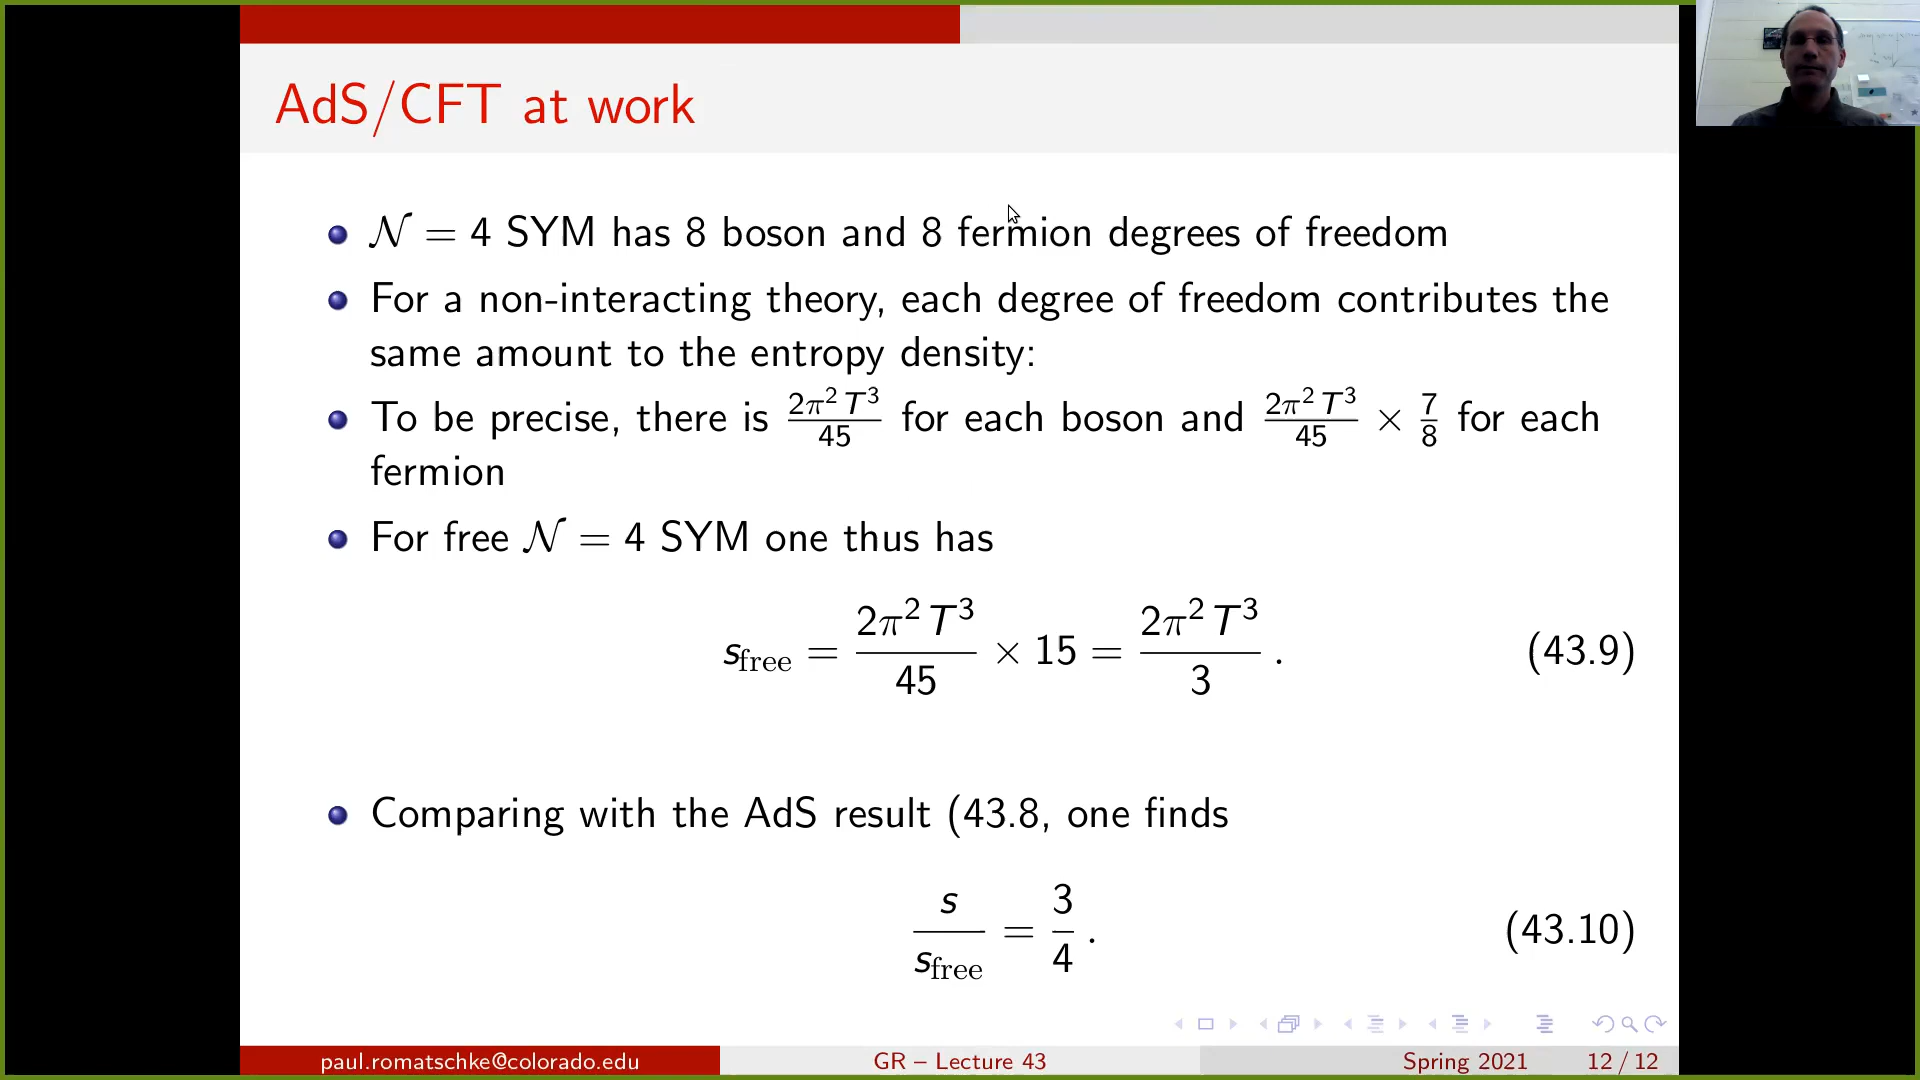 AdS/CFT at work
𝒩 = 4 SYM has 8 boson and 8 fermion degrees of freedom
For a non-interacting theory, each degree of freedom contributes the
same amount to the entropy density:
To be precise, there is 2π²T³/45 for each boson and 2π²T³/45 × 7/8 for each
fermion
For free 𝒩 = 4 SYM one thus has
s_free = 2π²T³/45 × 15 = 2π²T³/3 . (43.9)
Comparing with the AdS result (43.8, one finds
s/s_free = 3/4 . (43.10)
paul.romatschke@colorado.edu GR – Lecture 43 Spring 2021 12 / 12